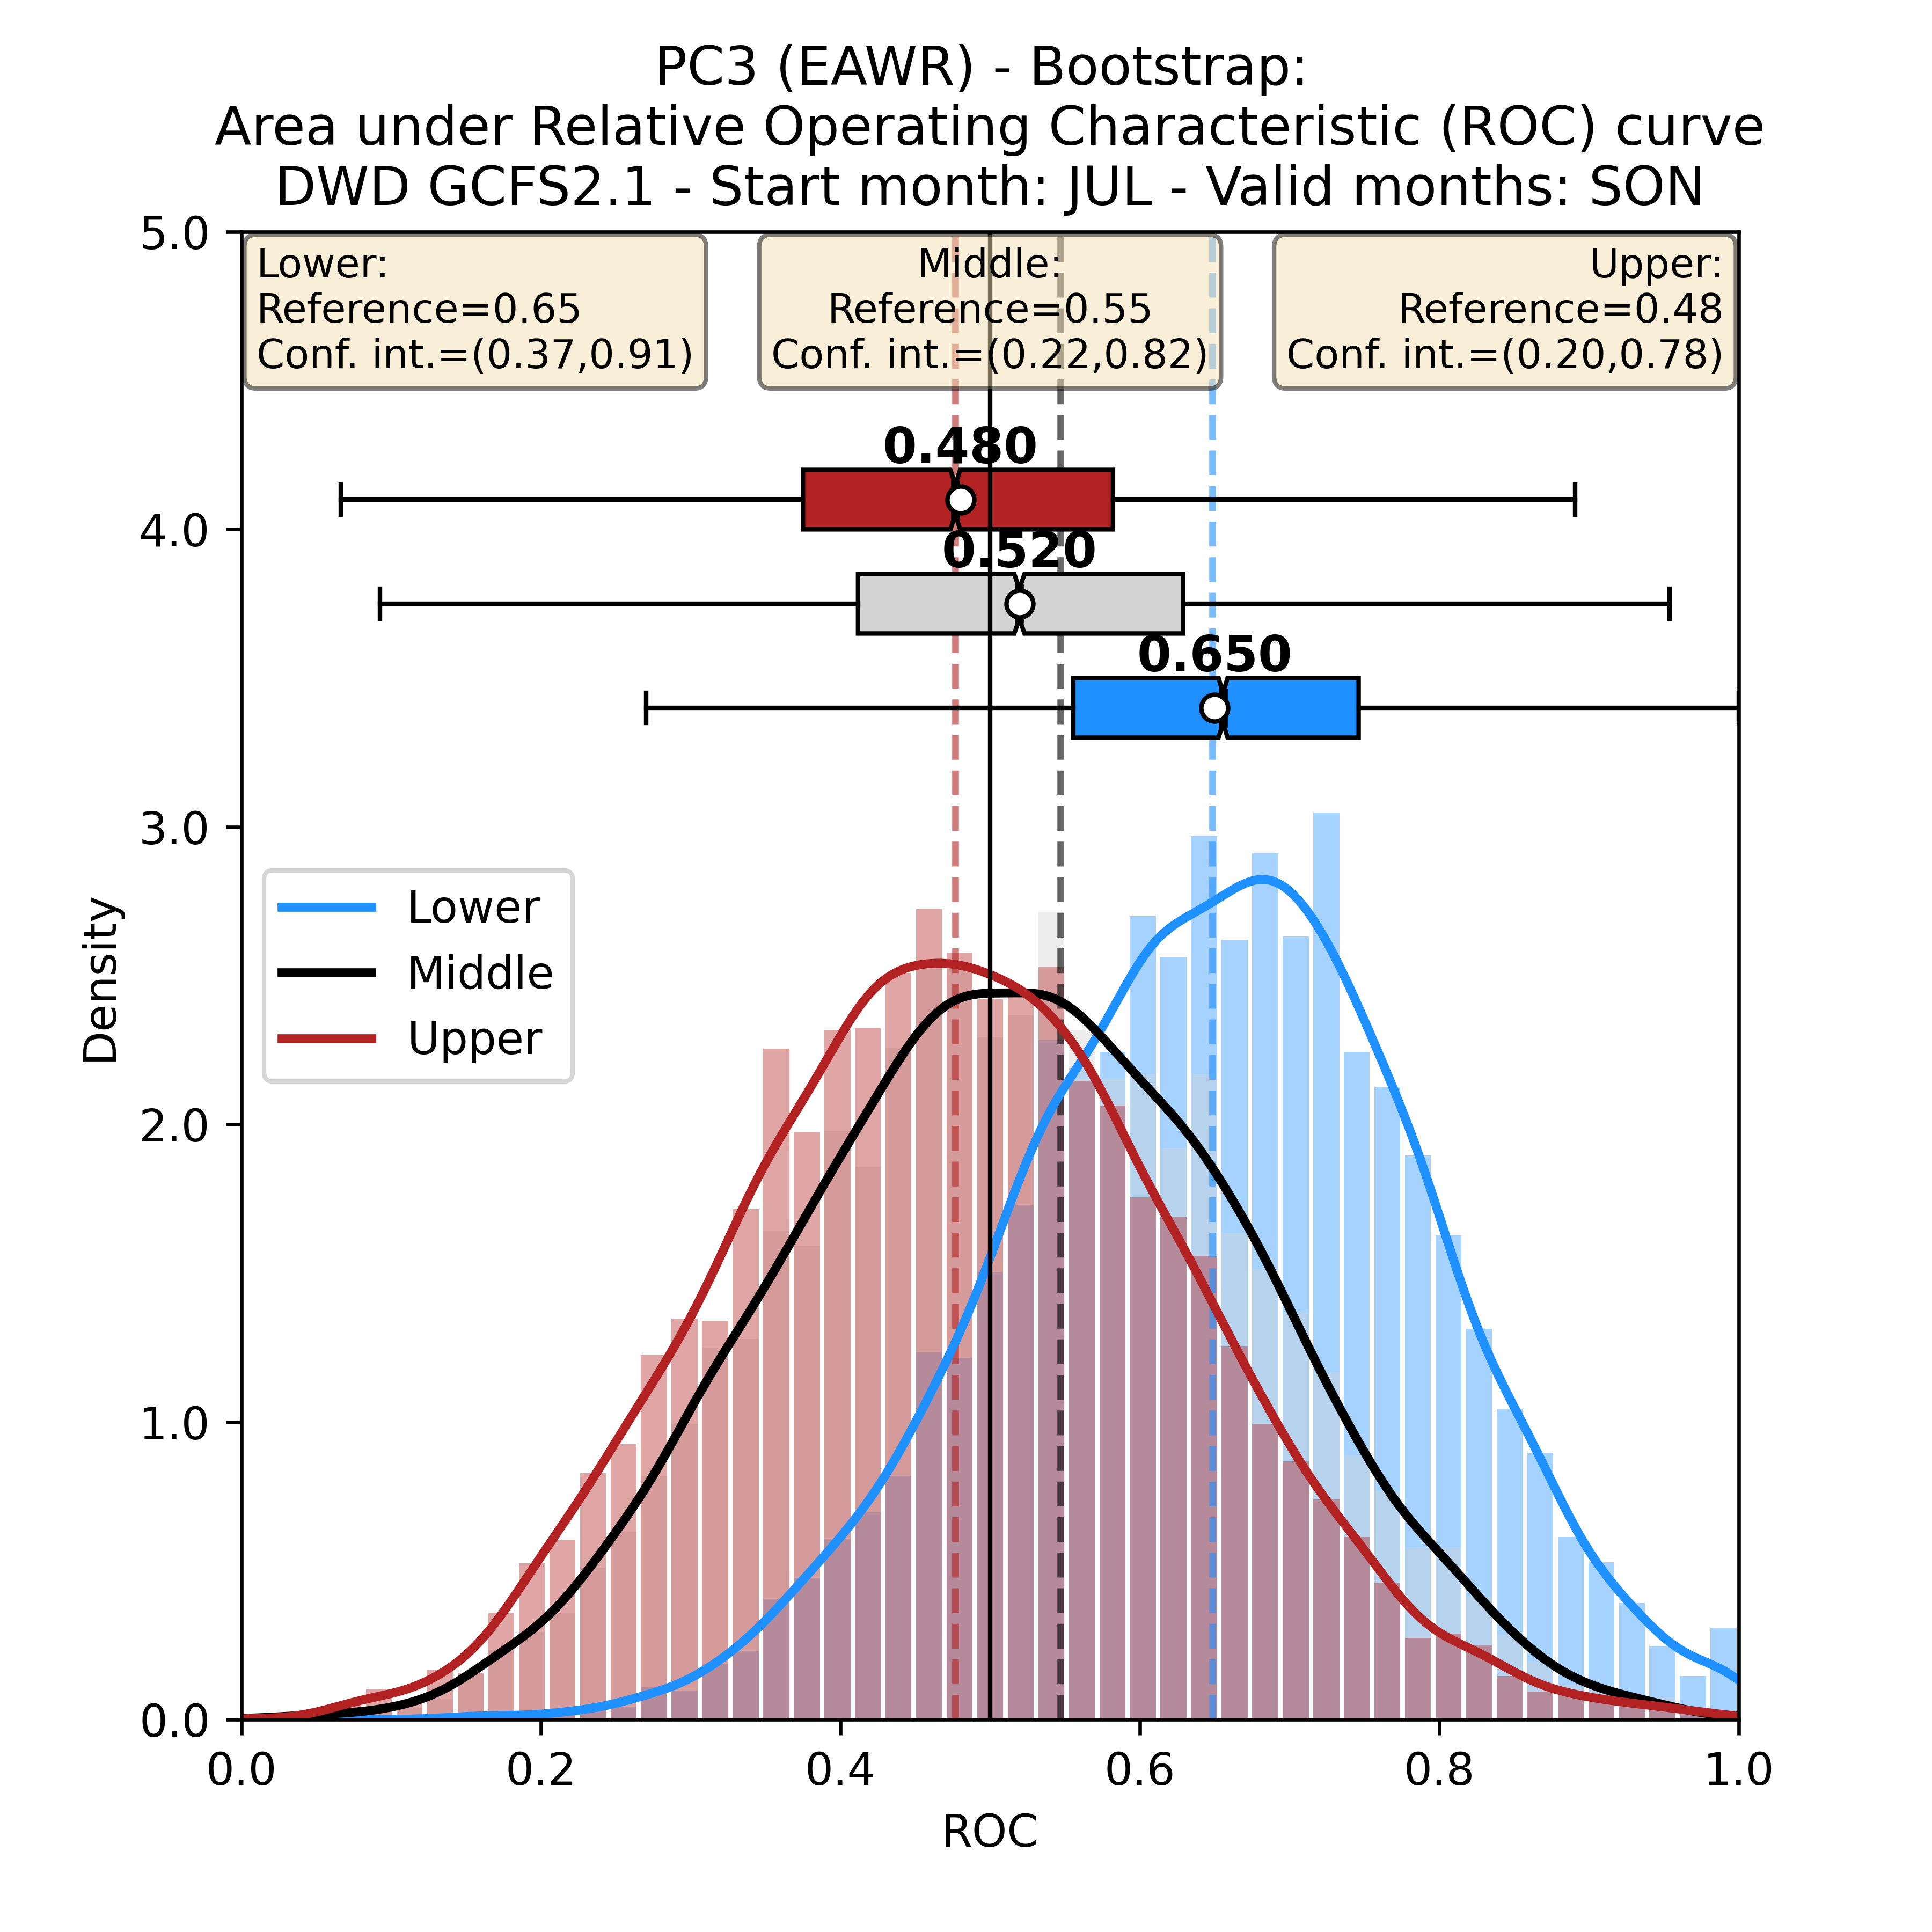 PC3 (EAWR) - Bootstrap:
Area under Relative Operating Characteristic (ROC) curve
DWD GCFS2.1 - Start month: JUL - Valid months: SON
Lower:
Reference=0.65
Conf. int.=(0.37,0.91)
Middle:
Reference=0.55
Conf. int.=(0.22,0.82)
Upper:
Reference=0.48
Conf. int.=(0.20,0.78)
0.480
0.520
0.650
Lower
Middle
Upper
Density
5.0
4.0
3.0
2.0
1.0
0.0
0.0 0.2 0.4 0.6 0.8 1.0
ROC